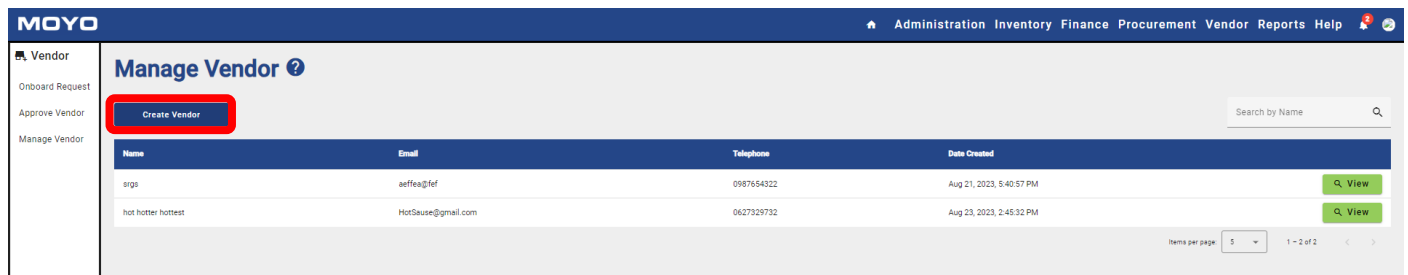 MOYO
Administration Inventory Finance Procurement Vendor Reports Help 2
Vendor
Onboard Request
Approve Vendor
Manage Vendor
Manage Vendor ?
Create Vendor
Search by Name
Name Email Telephone Date Created
srgs aeffea@fef 0987654322 Aug 21, 2023, 5:40:57 PM View
hot hotter hottest HotSause@gmail.com 0627329732 Aug 23, 2023, 2:45:32 PM View
Items per page: 5 1 – 2 of 2